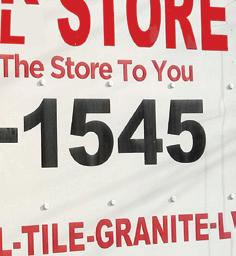 STORE
The Store To You
-1545
-TILE-GRANITE-